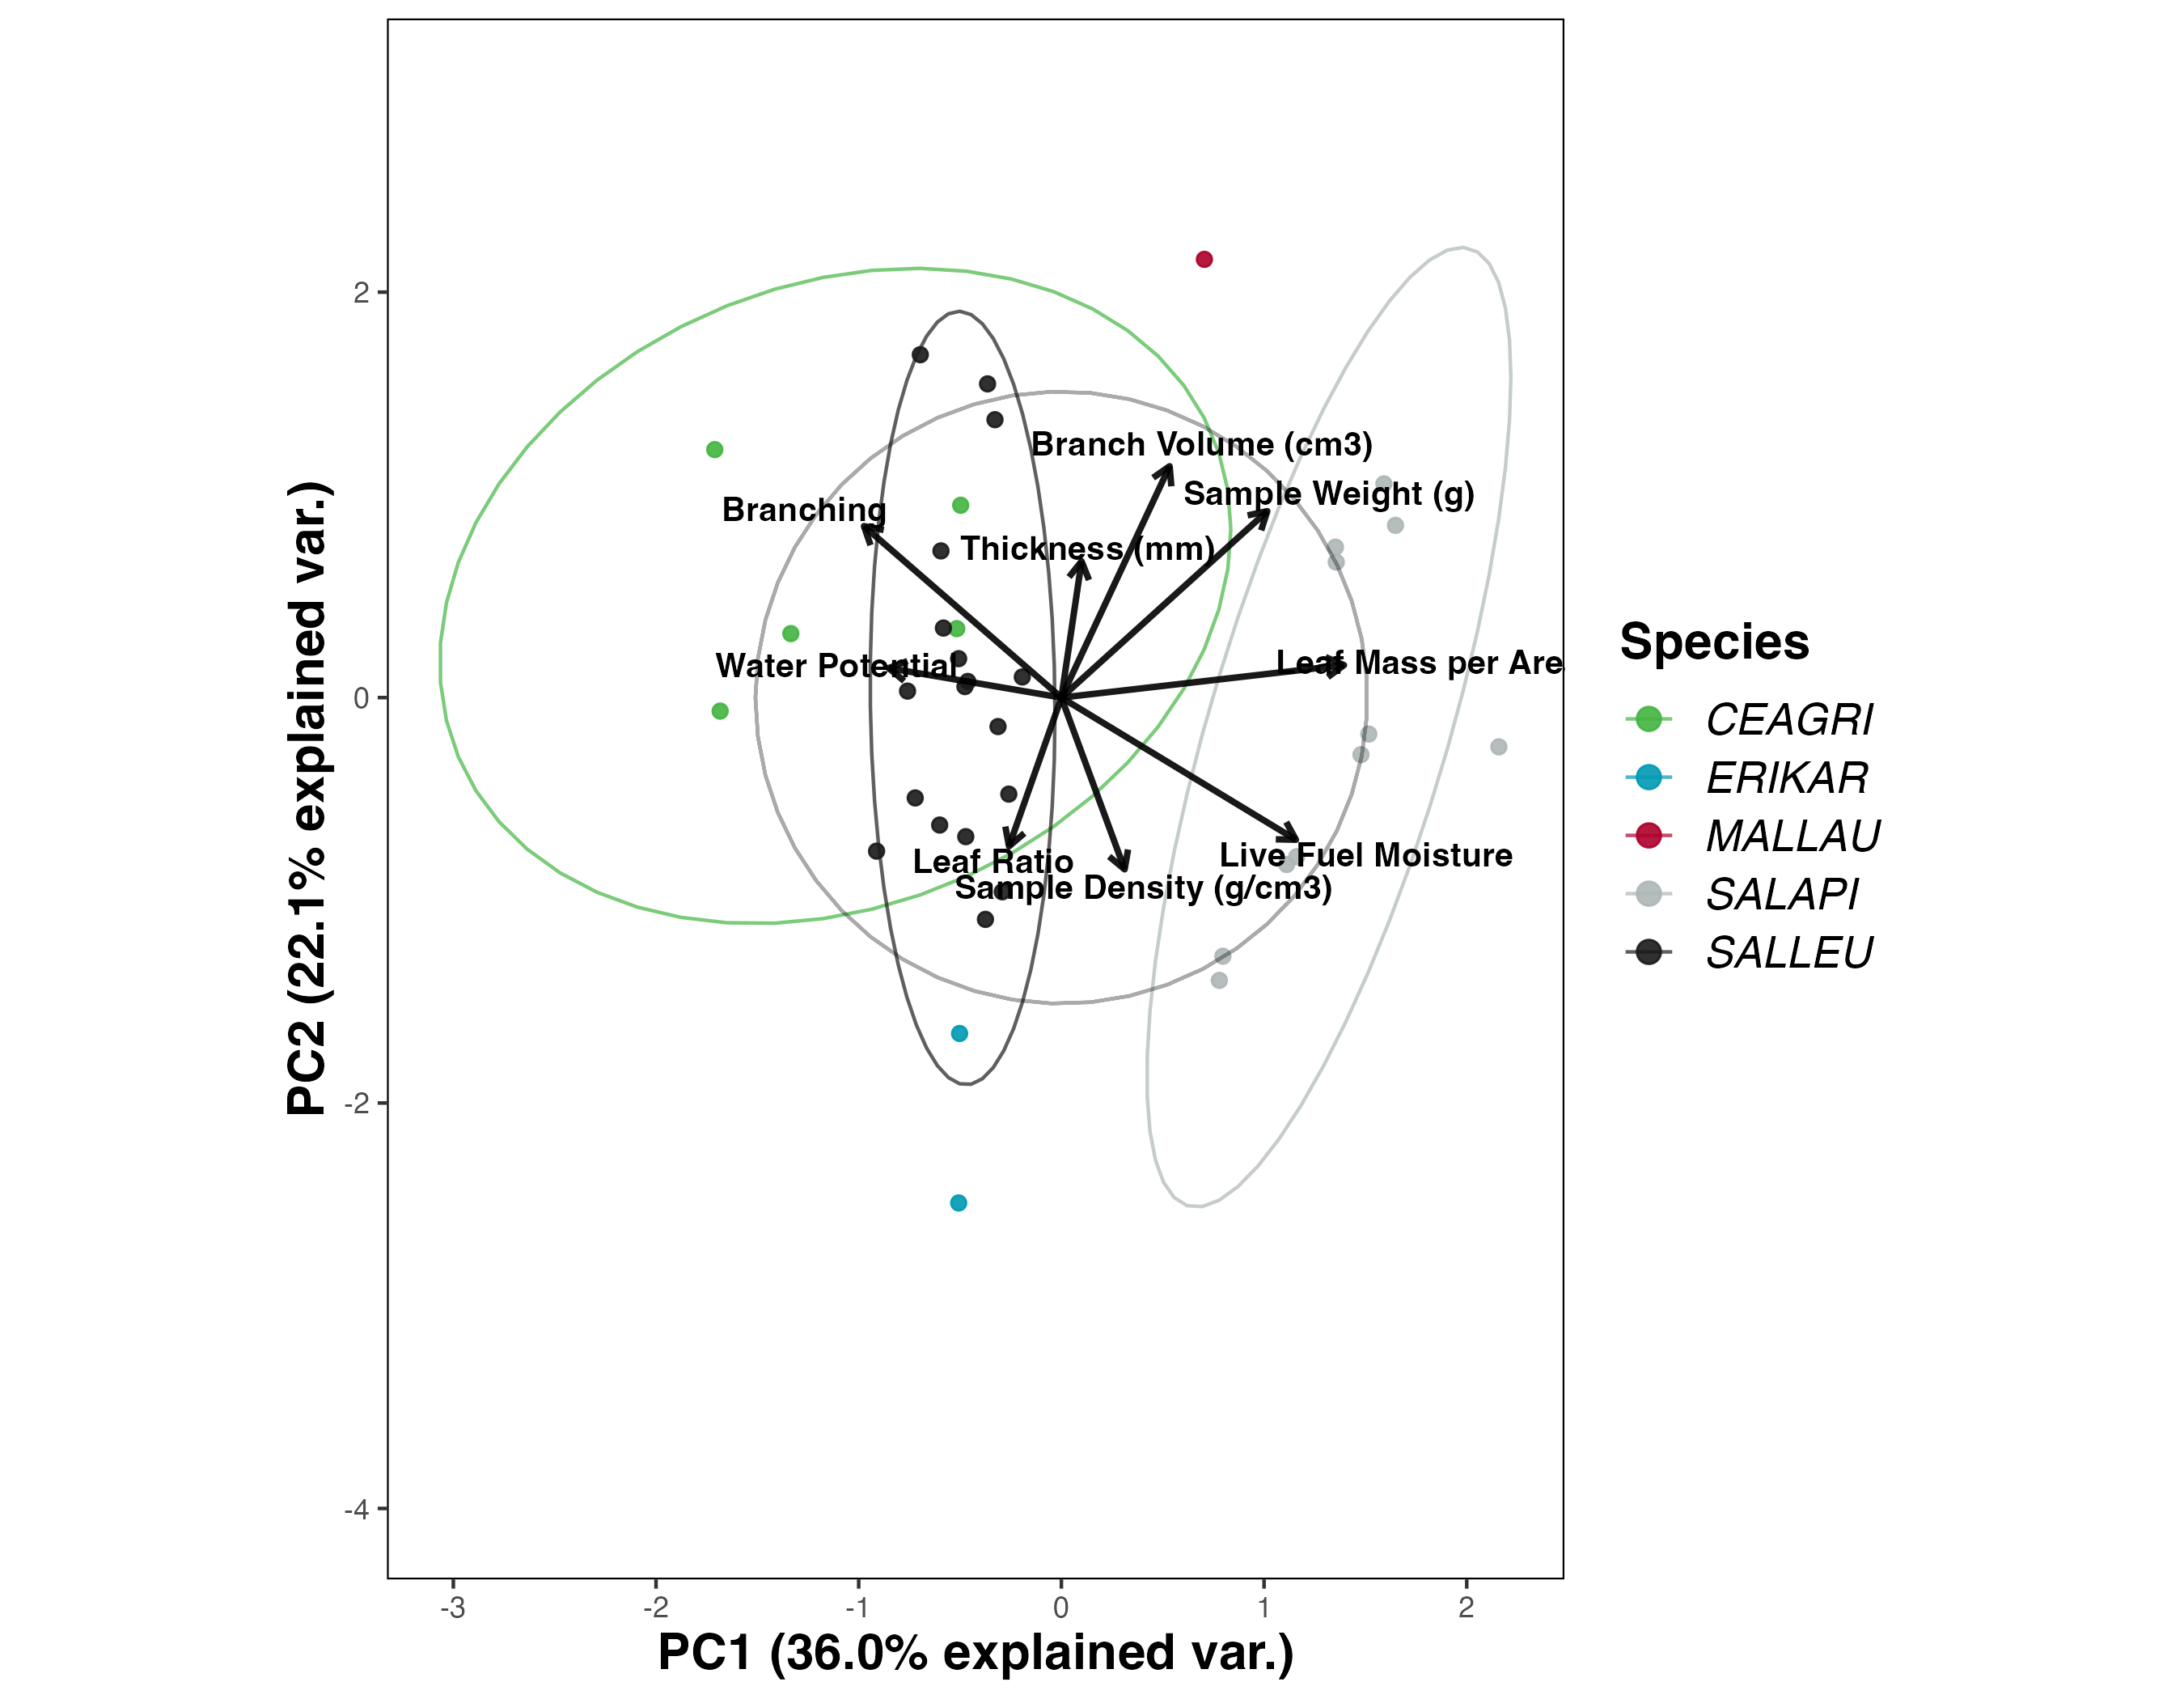 PC2 (22.1% explained var.)
2
0
-2
-4
Branch Volume (cm3)
Sample Weight (g)
Branching
Thickness (mm)
Water Potential
Leaf Mass per Are
Leaf Ratio
Live Fuel Moisture
Sample Density (g/cm3)
-3 -2 -1 0 1 2
PC1 (36.0% explained var.)
Species
CEAGRI
ERIKAR
MALLAU
SALAPI
SALLEU